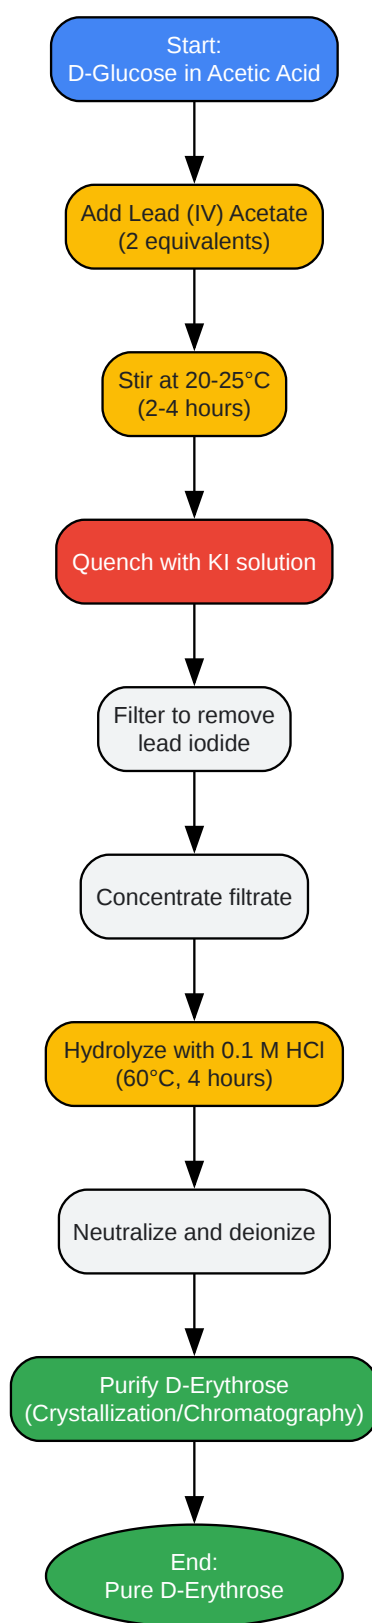 Start:
D-Glucose in Acetic Acid
Add Lead (IV) Acetate
(2 equivalents)
Stir at 20-25°C
(2-4 hours)
Quench with KI solution
Filter to remove
lead iodide
Concentrate filtrate
Hydrolyze with 0.1 M HCl
(60°C, 4 hours)
Neutralize and deionize
Purify D-Erythrose
(Crystallization/Chromatography)
End:
Pure D-Erythrose